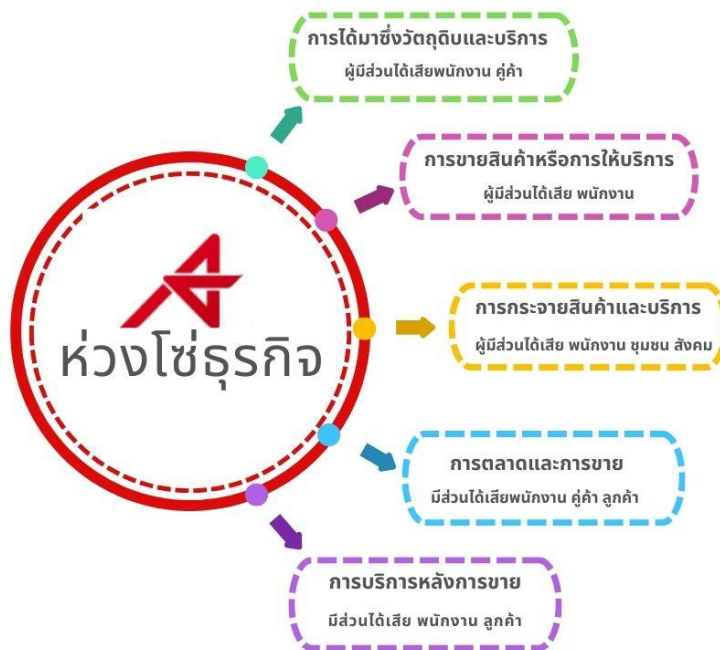 การได้มาซึ่งวัตถุดิบและบริการ
ผู้มีส่วนได้เสียพนักงาน คู่ค้า
การขายสินค้าหรือการให้บริการ
ผู้มีส่วนได้เสีย พนักงาน
ห่วงโซ่ธุรกิจ
การกระจายสินค้าและบริการ
ผู้มีส่วนได้เสีย พนักงาน ชุมชน สังคม
การตลาดและการขาย
มีส่วนได้เสียพนักงาน คู่ค้า ลูกค้า
การบริการหลังการขาย
มีส่วนได้เสีย พนักงาน ลูกค้า